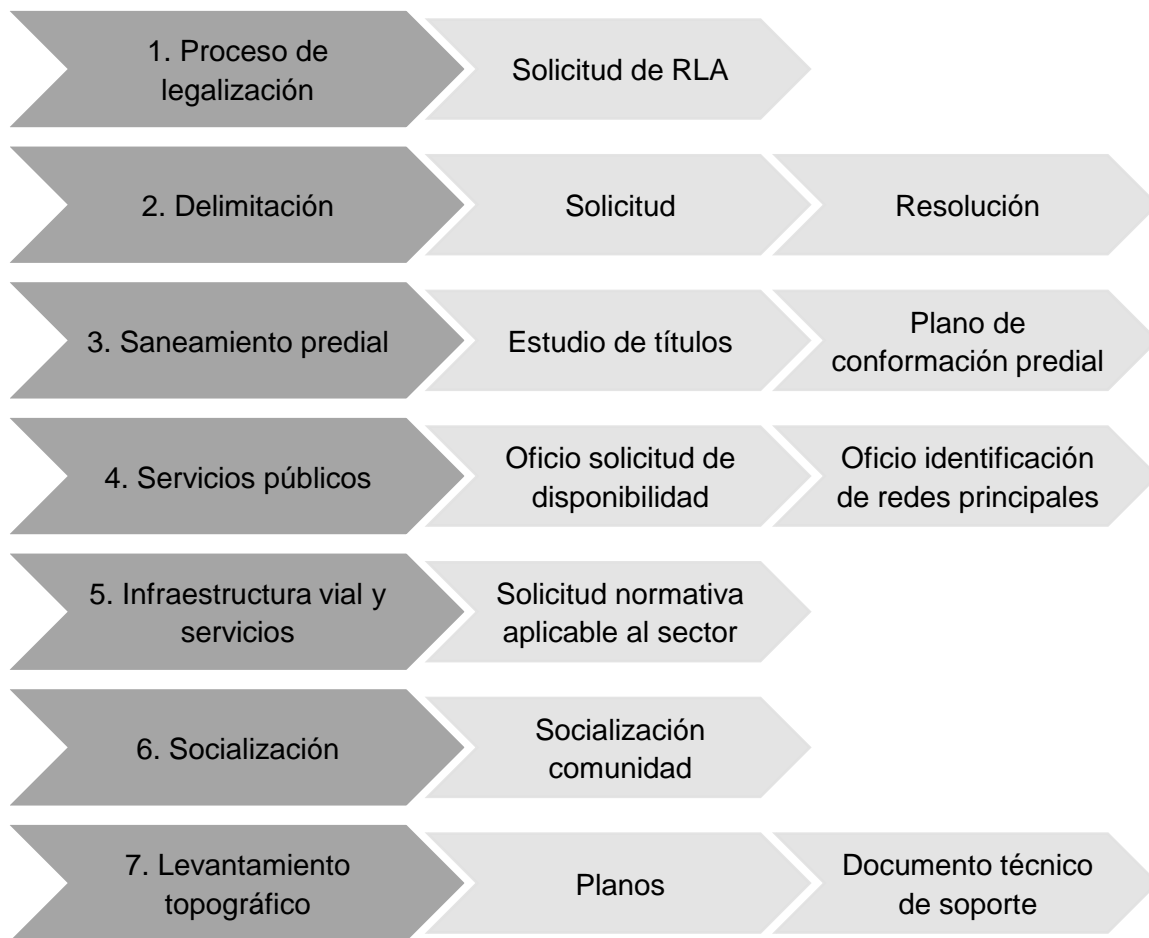 1. Proceso de
legalización
Solicitud de RLA
2. Delimitación
Solicitud
Resolución
3. Saneamiento predial
Estudio de títulos
Plano de
conformación predial
4. Servicios públicos
Oficio solicitud de
disponibilidad
Oficio identificación
de redes principales
5. Infraestructura vial y
servicios
Solicitud normativa
aplicable al sector
6. Socialización
Socialización
comunidad
7. Levantamiento
topográfico
Planos
Documento técnico
de soporte